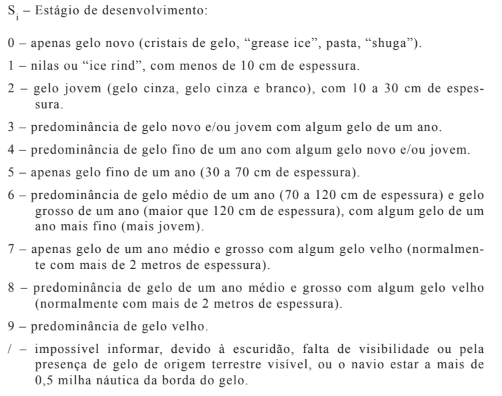 S_i – Estágio de desenvolvimento:
0 – apenas gelo novo (cristais de gelo, “grease ice”, pasta, “shuga”).
1 – nilas ou “ice rind”, com menos de 10 cm de espessura.
2 – gelo jovem (gelo cinza, gelo cinza e branco), com 10 a 30 cm de espes-
sura.
3 – predominância de gelo novo e/ou jovem com algum gelo de um ano.
4 – predominância de gelo fino de um ano com algum gelo novo e/ou jovem.
5 – apenas gelo fino de um ano (30 a 70 cm de espessura).
6 – predominância de gelo médio de um ano (70 a 120 cm de espessura) e gelo
grosso de um ano (maior que 120 cm de espessura), com algum gelo de um
ano mais fino (mais jovem).
7 – apenas gelo de um ano médio e grosso com algum gelo velho (normalmen-
te com mais de 2 metros de espessura).
8 – predominância de gelo de um ano médio e grosso com algum gelo velho
(normalmente com mais de 2 metros de espessura).
9 – predominância de gelo velho.
/ – impossível informar, devido à escuridão, falta de visibilidade ou pela
presença de gelo de origem terrestre visível, ou o navio estar a mais de
0,5 milha náutica da borda do gelo.